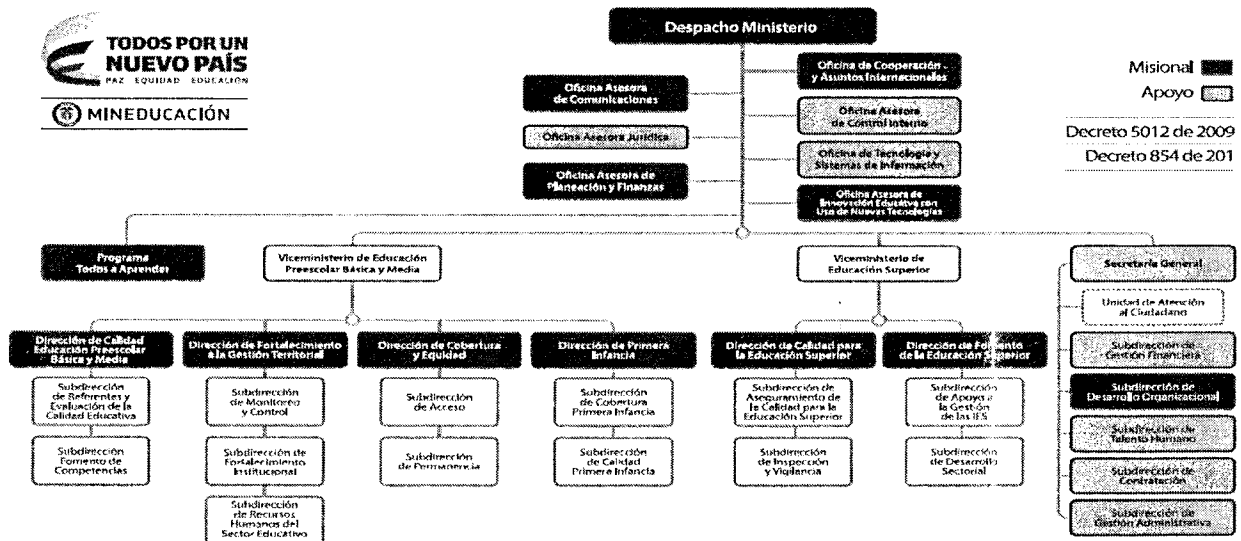 TODOS POR UN
NUEVO PAÍS
PAZ EQUIDAD EDUCACIÓN
MINEDUCACIÓN
Despacho Ministerio
Misional
Apoyo
Decreto 5012 de 2009
Decreto 854 de 201
Oficina Asesora
de Comunicaciones
Oficina Asesora Jurídica
Oficina Asesora de
Planeación y Finanzas
Oficina de Cooperación
y Asuntos Internacionales
Oficina Asesora
de Control Interno
Oficina de Tecnología y
Sistemas de Información
Oficina Asesora de
Innovación Educativa con
Uso de Nuevas Tecnologías
Programa
Todos a Aprender
Viceministerio de Educación
Preescolar Básica y Media
Viceministerio de
Educación Superior
Secretaría General
Unidad de Atención
al Ciudadano
Subdirección de
Gestión Financiera
Subdirección de
Desarrollo Organizacional
Subdirección de
Talento Humano
Subdirección de
Contratación
Subdirección de
Gestión Administrativa
Dirección de Calidad
Educación Preescolar
Básica y Media
Subdirección
de Referentes y
Evaluación de la
Calidad Educativa
Subdirección
Fomento de
Competencias
Dirección de Fortalecimiento
a la Gestión Territorial
Subdirección
de Monitoreo
y Control
Subdirección de
Fortalecimiento
Institucional
Subdirección
de Recursos
Humanos del
Sector Educativo
Dirección de Cobertura
y Equidad
Subdirección
de Acceso
Subdirección
de Permanencia
Dirección de Primera
Infancia
Subdirección
de Cobertura
Primera Infancia
Subdirección
de Calidad
Primera Infancia
Dirección de Calidad para
la Educación Superior
Subdirección de
Aseguramiento de
la Calidad para la
Educación Superior
Subdirección
de Inspección
y Vigilancia
Dirección de Fomento
de la Educación Superior
Subdirección
de Apoyo a
la Gestión
de las IES
Subdirección
de Desarrollo
Sectorial